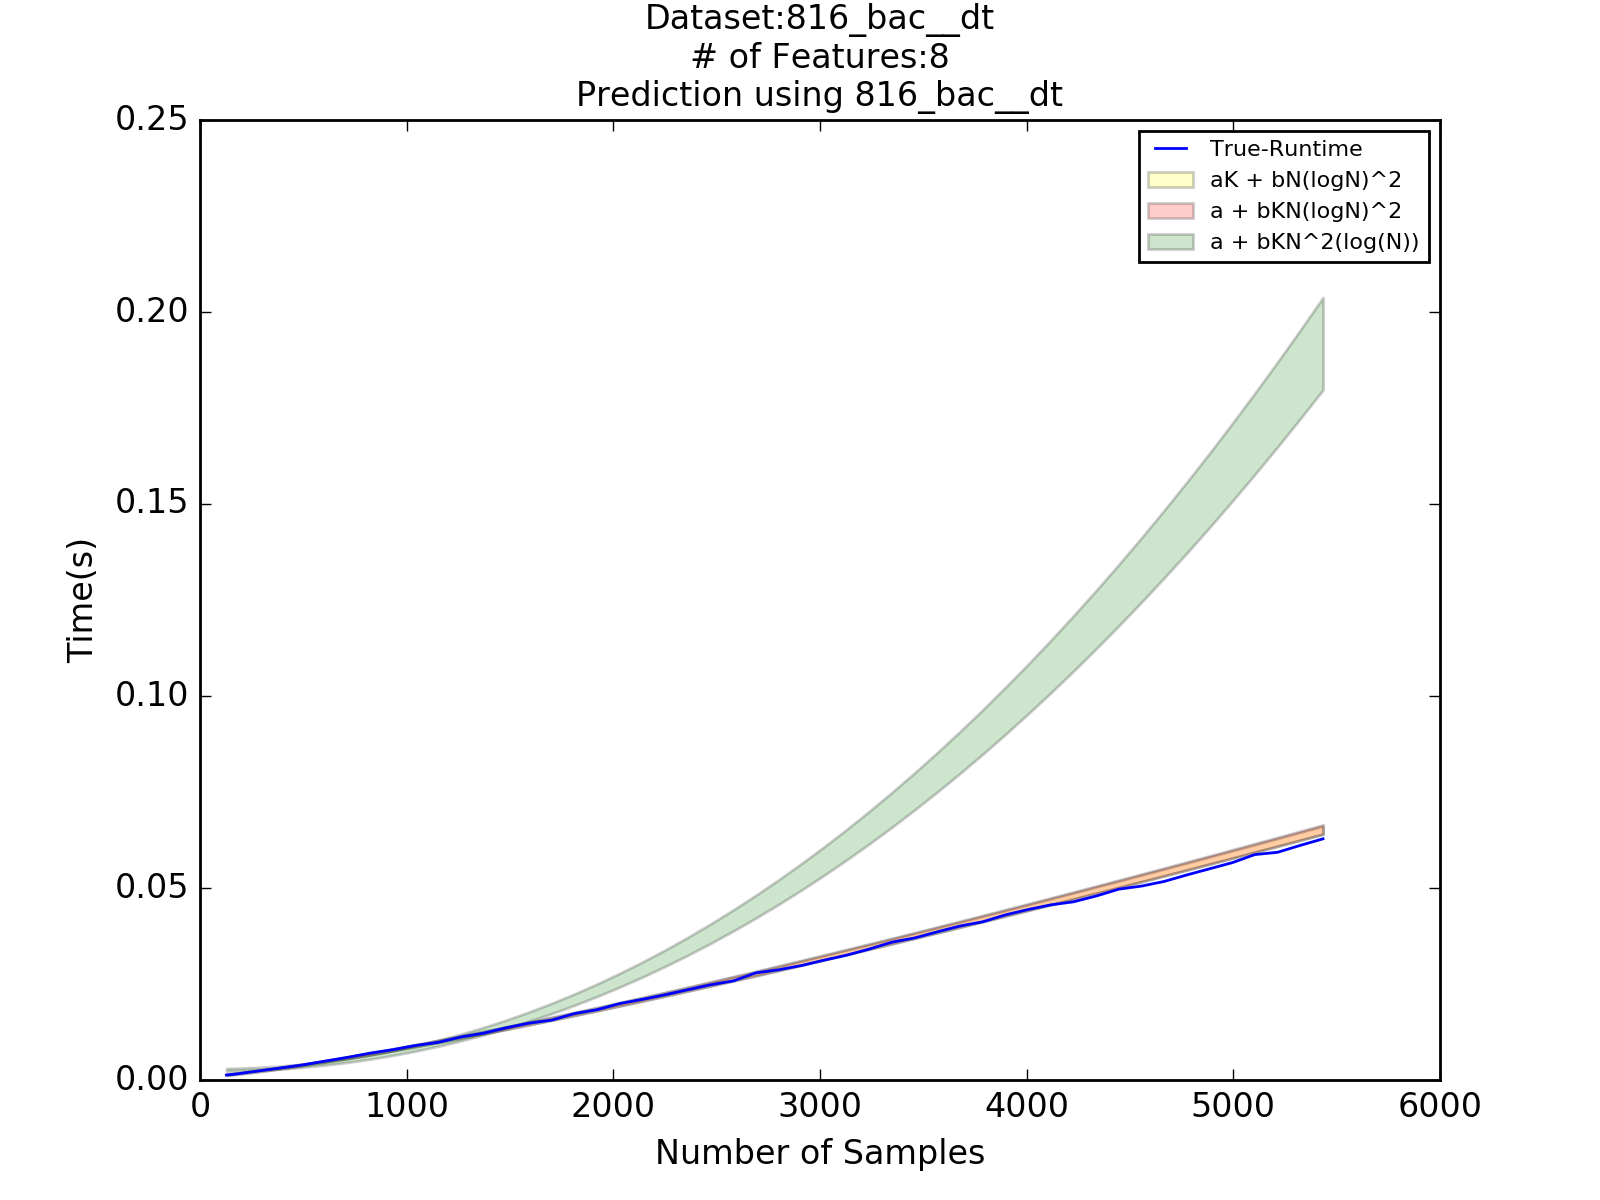 Dataset:816_bac__dt
# of Features:8
Prediction using 816_bac__dt
0.25
0.20
0.15
0.10
0.05
0.00
Time(s)
True-Runtime
aK + bN(logN)^2
a + bKN(logN)^2
a + bKN^2(log(N))
0 1000 2000 3000 4000 5000 6000
Number of Samples